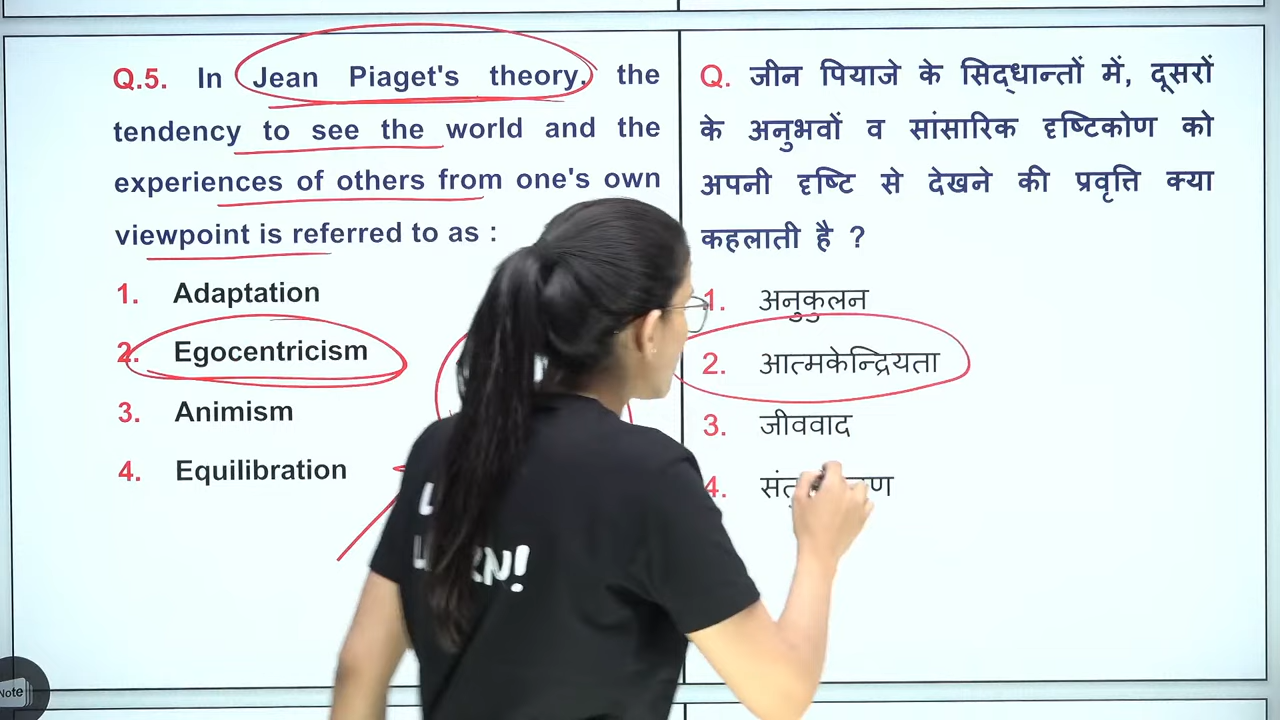 Q.5. In Jean Piaget's theory, the
tendency to see the world and the
experiences of others from one's own
viewpoint is referred to as :
1. Adaptation
2. Egocentricism
3. Animism
4. Equilibration
Q. जीन पियाजे के सिद्धान्तों में, दूसरों
के अनुभवों व सांसारिक दृष्टिकोण को
अपनी दृष्टि से देखने की प्रवृत्ति क्या
कहलाती है ?
1. अनुकुलन
2. आत्मकेन्द्रियता
3. जीववाद
4.
Note